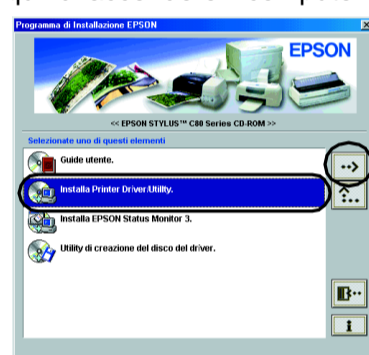 Programma di Installazione EPSON
EPSON
<< EPSON STYLUS™ C80 Series CD-ROM >>
Selezionate uno di questi elementi
Guide utente.
Installa Printer Driver/Utility.
Installa EPSON Status Monitor 3.
Utility di creazione del disco del driver.